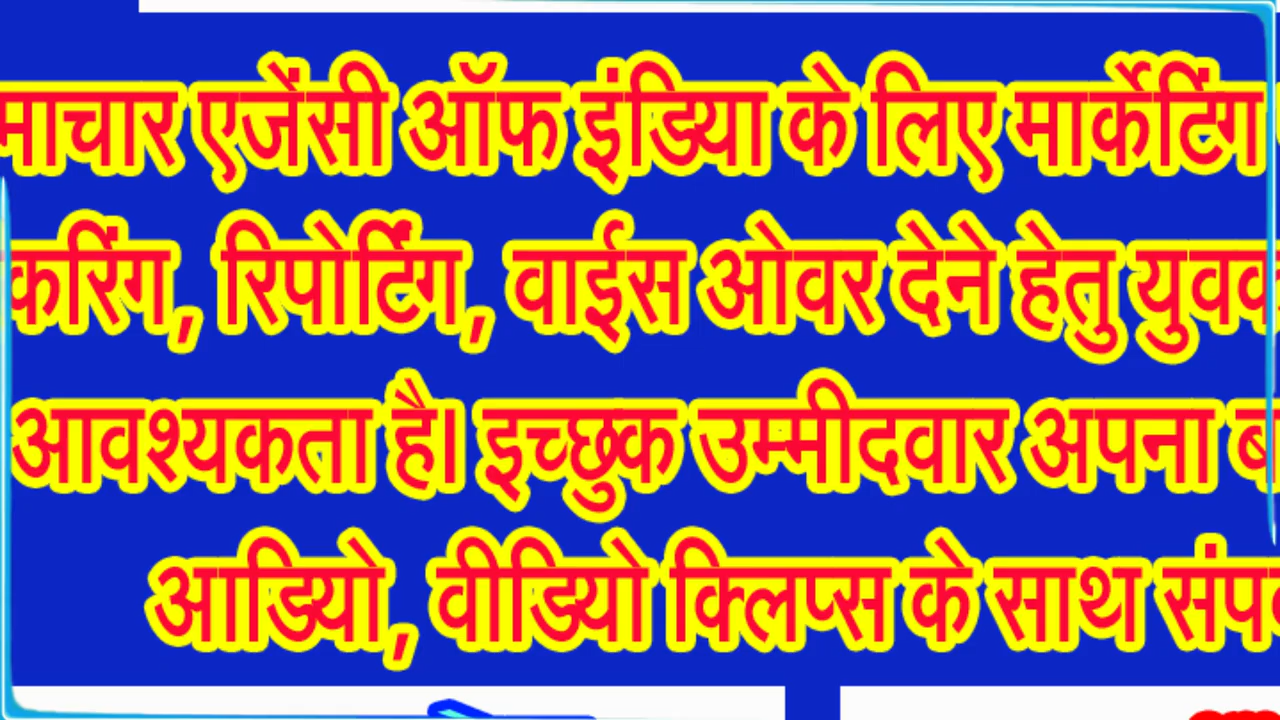 माचार एजेंसी ऑफ इंडिया के लिए मार्केटिंग
करिंग, रिपोर्टिंग, वाईस ओवर देने हेतु युवक
आवश्यकता है। इच्छुक उम्मीदवार अपना ब
आडियो, वीडियो क्लिप्स के साथ संप